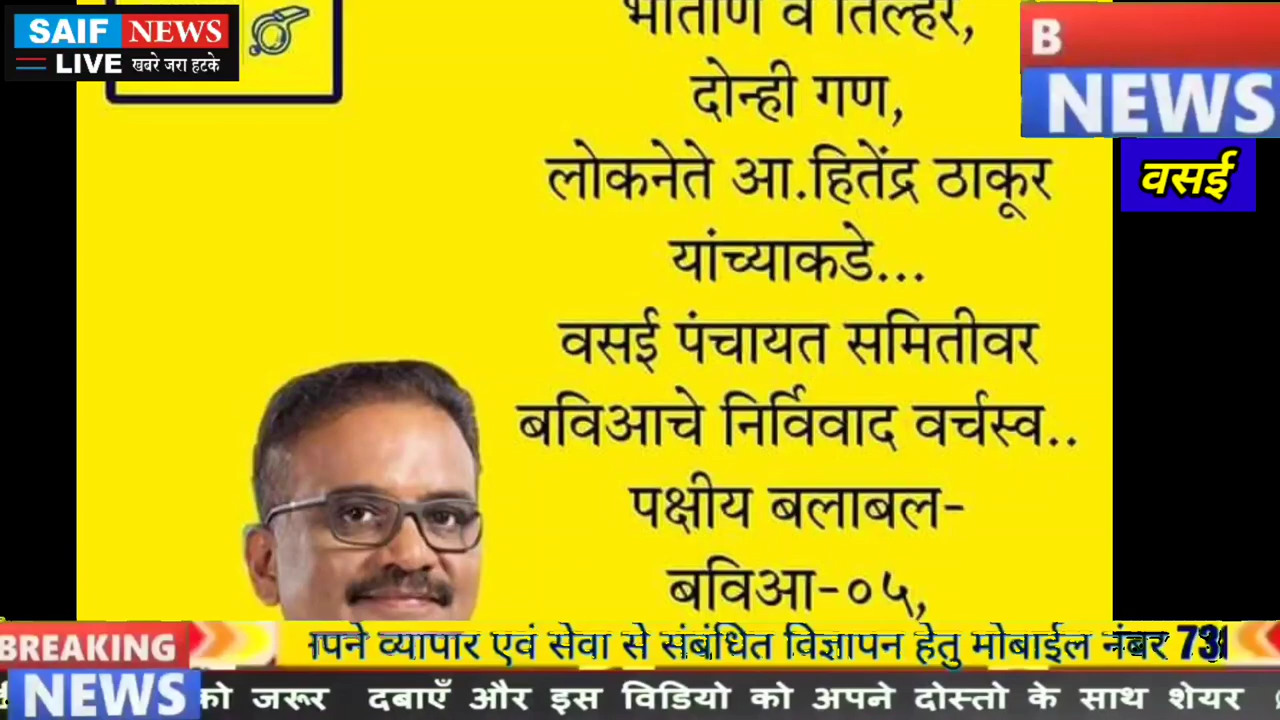 SAIF NEWS
LIVE खबरे जरा हटके
B
NEWS
वसई
भाताणे व तिल्हेर,
दोन्ही गण,
लोकनेते आ.हितेंद्र ठाकूर
यांच्याकडे...
वसई पंचायत समितीवर
बविआचे निर्विवाद वर्चस्व..
पक्षीय बलाबल-
बविआ-०५,
BREAKING
NEWS
पने व्यापार एवं सेवा से संबंधित विज्ञापन हेतु मोबाईल नंबर 73
को जरूर दबाएँ और इस विडियो को अपने दोस्तो के साथ शेयर